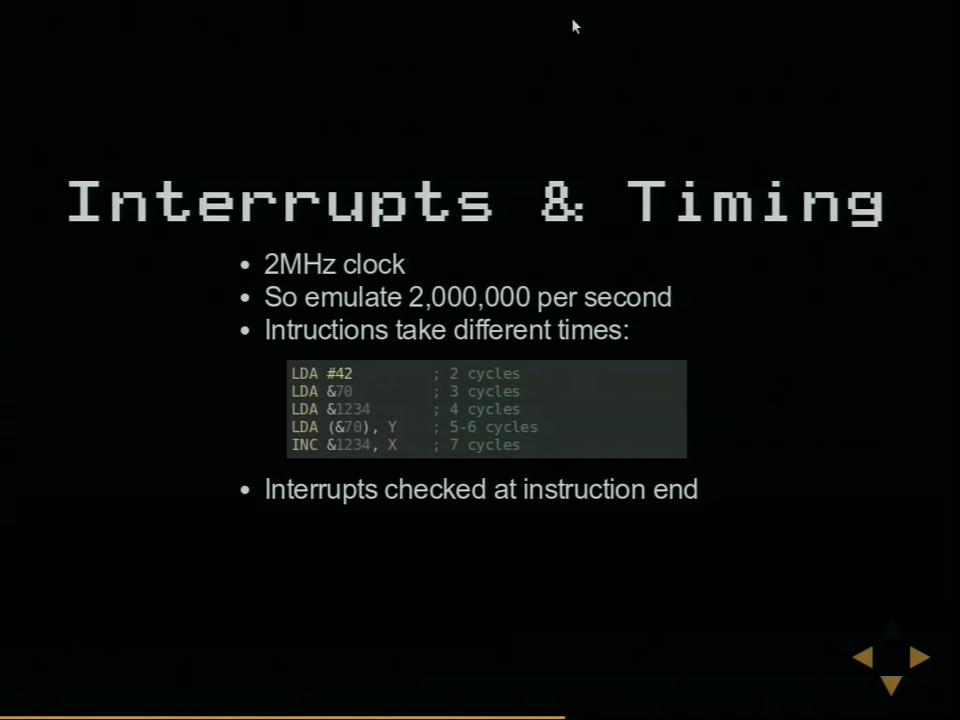 Interrupts & Timing
• 2MHz clock
• So emulate 2,000,000 per second
• Intructions take different times:
LDA #42 ; 2 cycles
LDA &70 ; 3 cycles
LDA &1234 ; 4 cycles
LDA (&70), Y ; 5-6 cycles
INC &1234, X ; 7 cycles
• Interrupts checked at instruction end